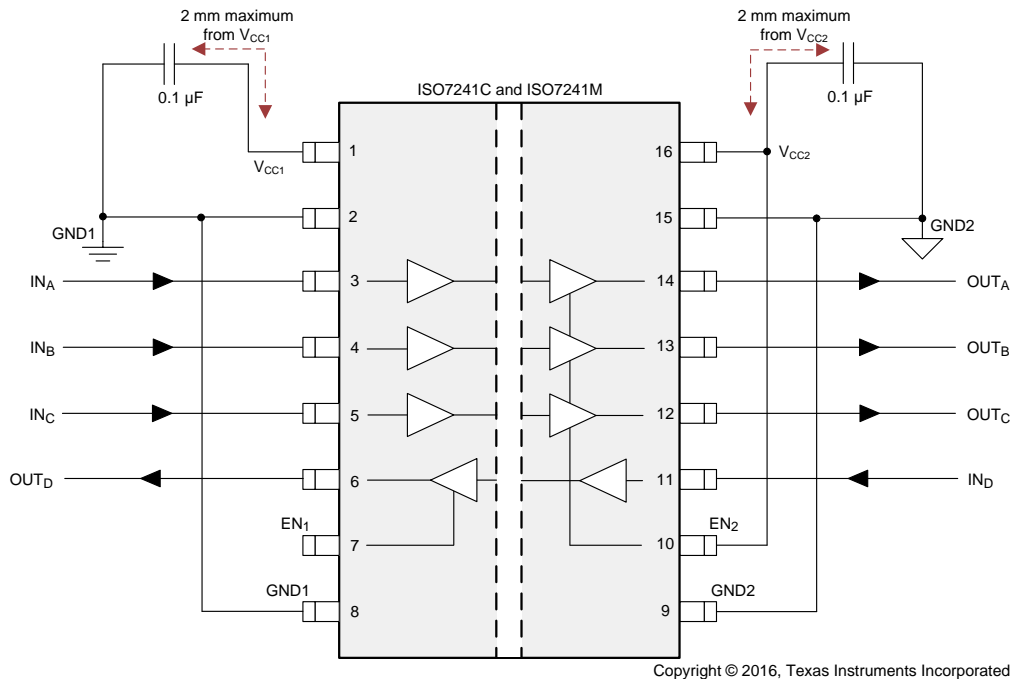 2 mm maximum
from VCC1
2 mm maximum
from VCC2
0.1 µF
0.1 µF
ISO7241C and ISO7241M
1
16
VCC1
VCC2
2
15
GND1
GND2
INA
3
14
OUTA
INB
4
13
OUTB
INC
5
12
OUTC
OUTD
6
11
IND
EN1
EN2
7
10
GND1
GND2
8
9
Copyright © 2016, Texas Instruments Incorporated